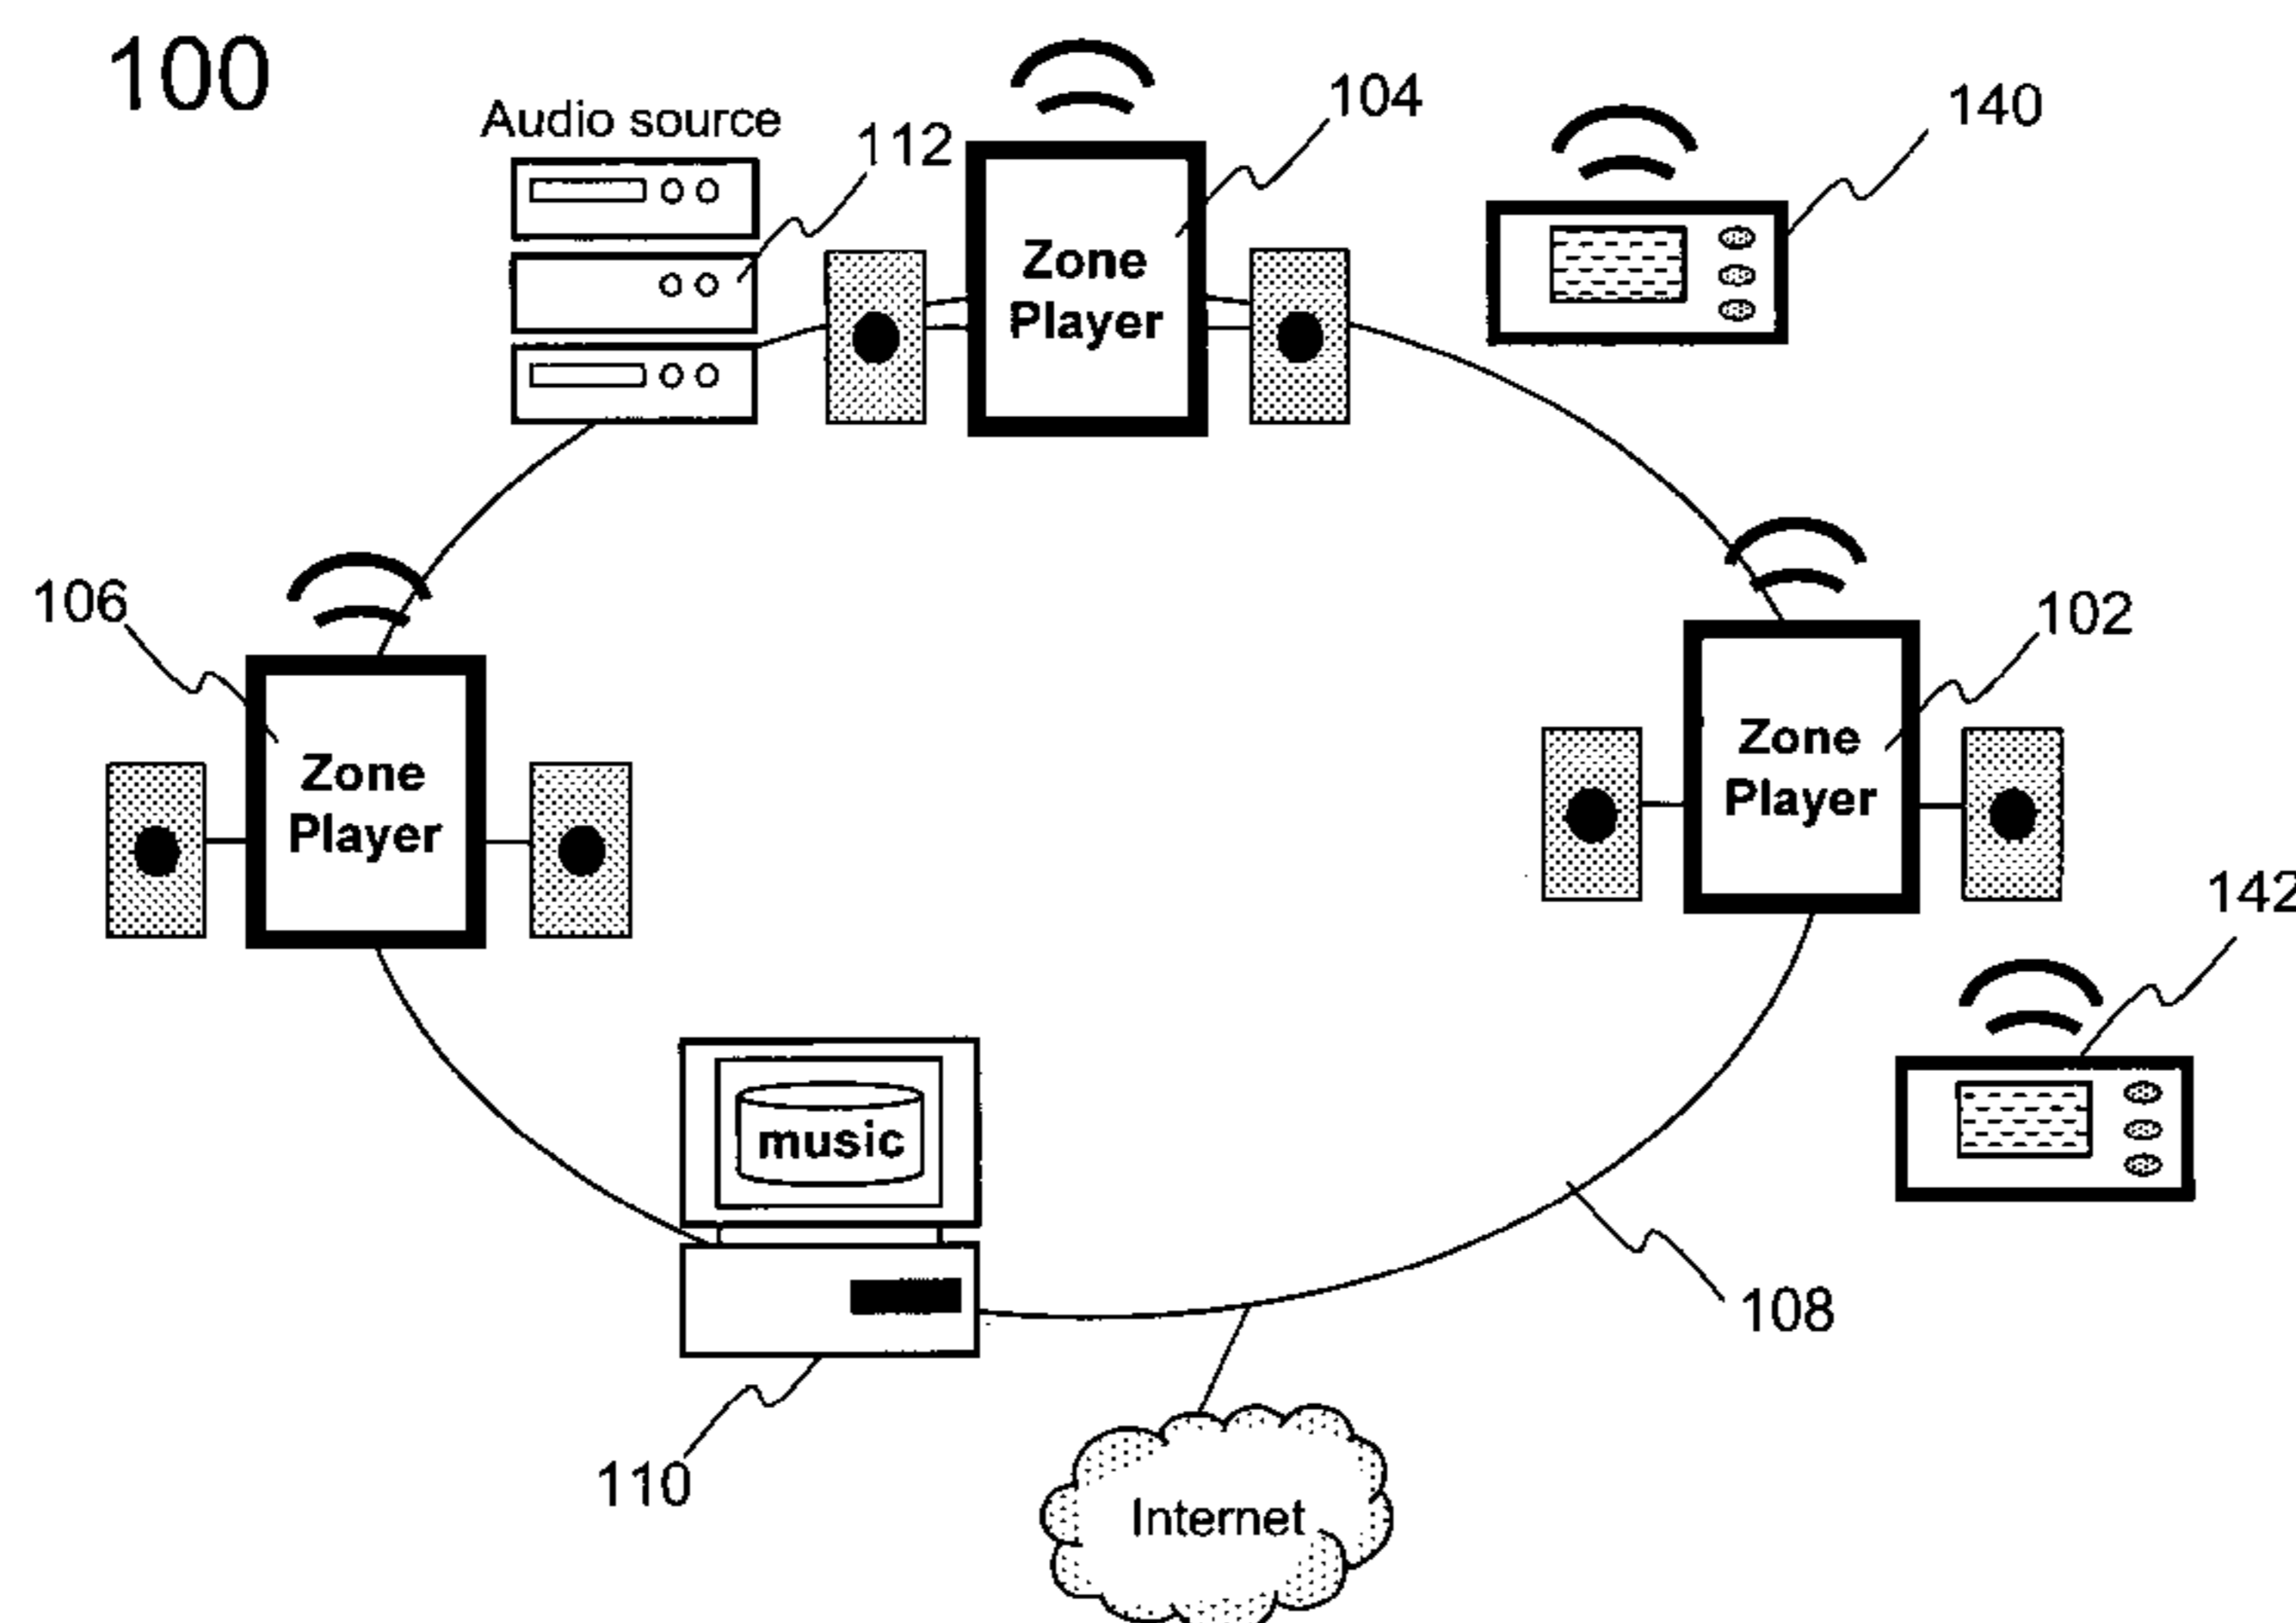 100
Audio source
112
104
140
Zone
Player
106
102
Zone
Player
Zone
Player
142
music
108
110
Internet